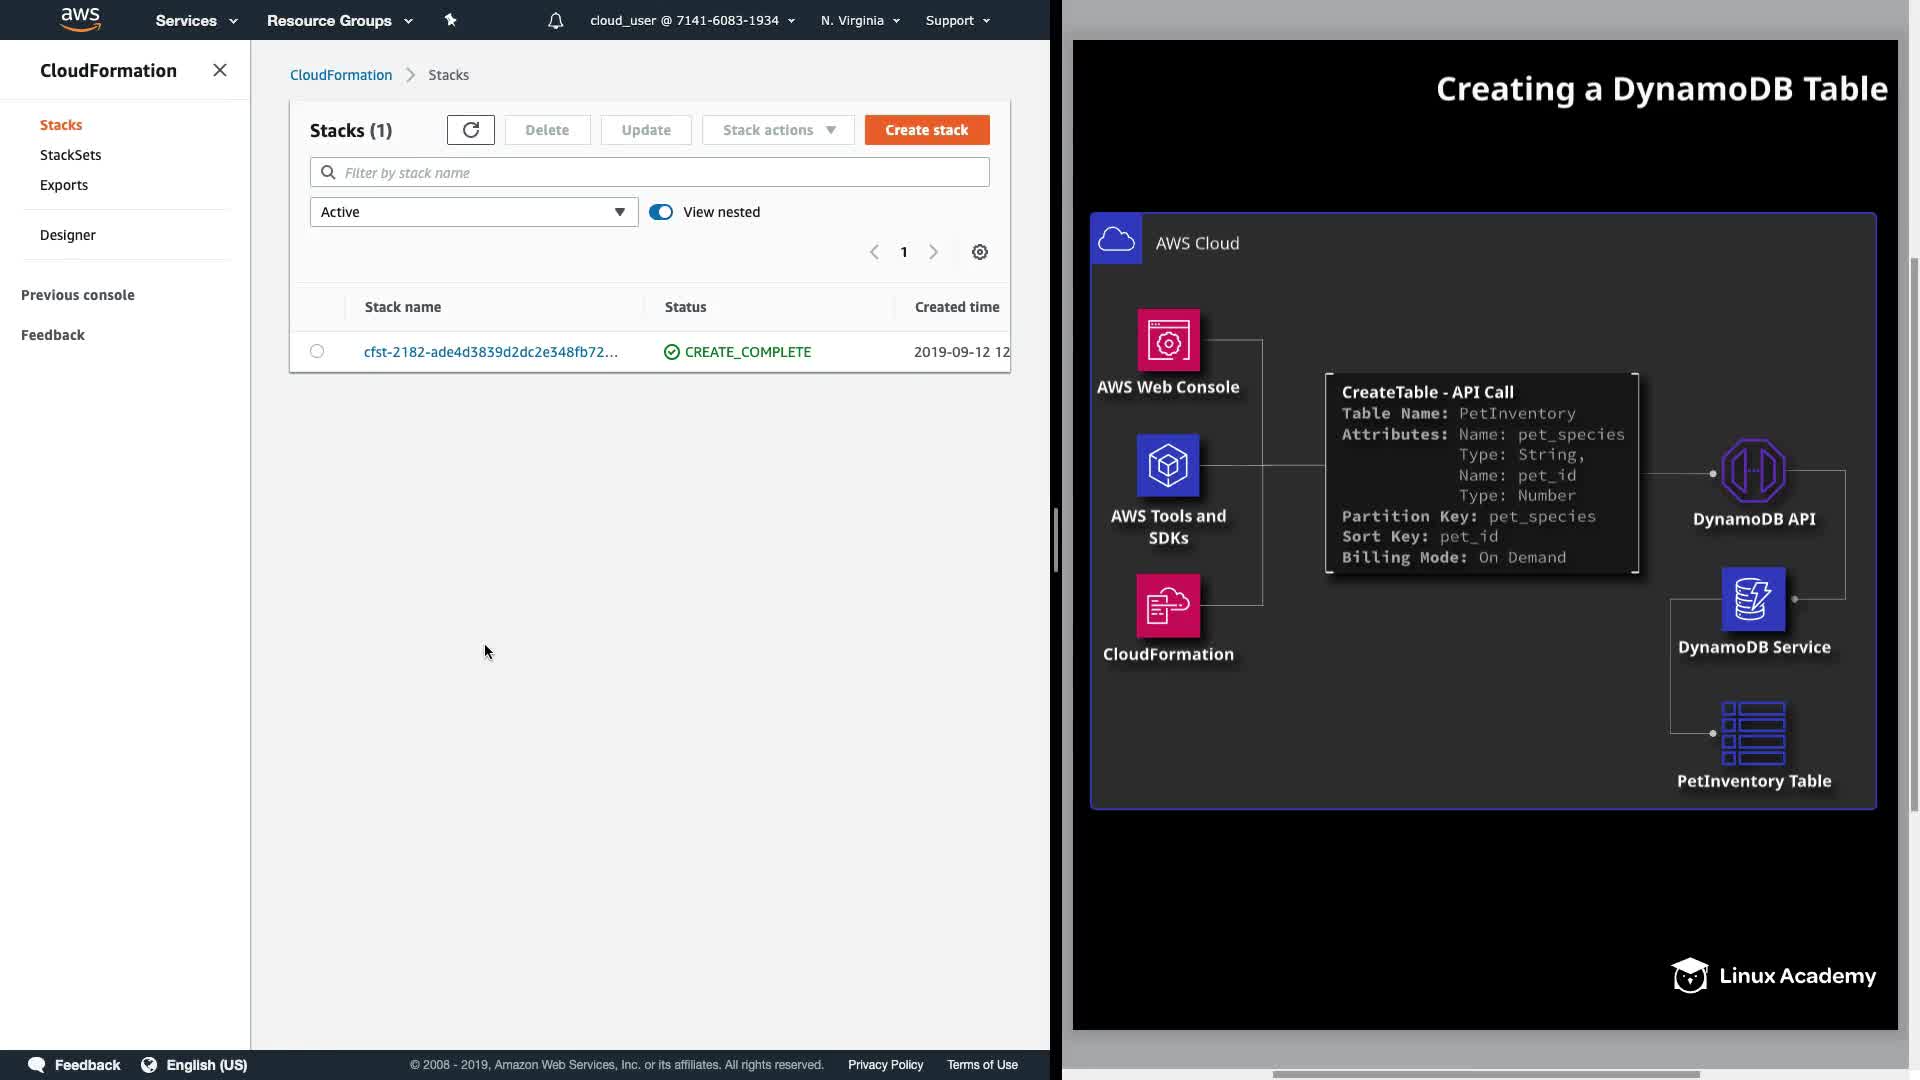 aws
Services
Resource Groups
cloud_user @ 7141-6083-1934
N. Virginia
Support
CloudFormation
Stacks
StackSets
Exports
Designer
Previous console
Feedback
CloudFormation
Stacks
Stacks (1)
Delete
Update
Stack actions
Create stack
Filter by stack name
Active
View nested
1
Stack name
Status
Created time
cfst-2182-ade4d3839d2dc2e348fb72...
CREATE_COMPLETE
2019-09-12 12
Feedback
English (US)
© 2008 - 2019, Amazon Web Services, Inc. or its affiliates. All rights reserved.
Privacy Policy
Terms of Use
Creating a DynamoDB Table
AWS Cloud
AWS Web Console
AWS Tools and
SDKs
CloudFormation
CreateTable - API Call
Table Name: PetInventory
Attributes: Name: pet_species
Type: String,
Name: pet_id
Type: Number
Partition Key: pet_species
Sort Key: pet_id
Billing Mode: On Demand
DynamoDB API
DynamoDB Service
PetInventory Table
Linux Academy